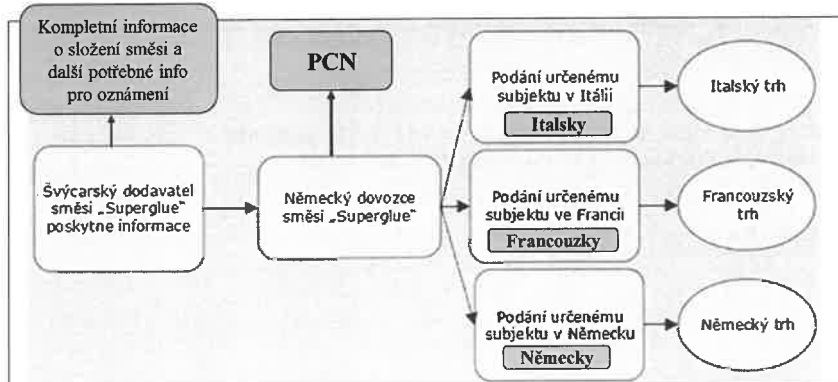 Kompletní informace
o složení směsi a
další potřebné info
pro oznámení
PCN
Podání určenému
subjektu v Itálii
Italsky
Italský trh
Švýcarský dodavatel
směsi „Superglue“
poskytne informace
Německý dovozce
směsi „Superglue“
Podání určenému
subjektu ve Francii
Francouzky
Francouzský
trh
Podání určenému
subjektu v Německu
Německy
Německý trh